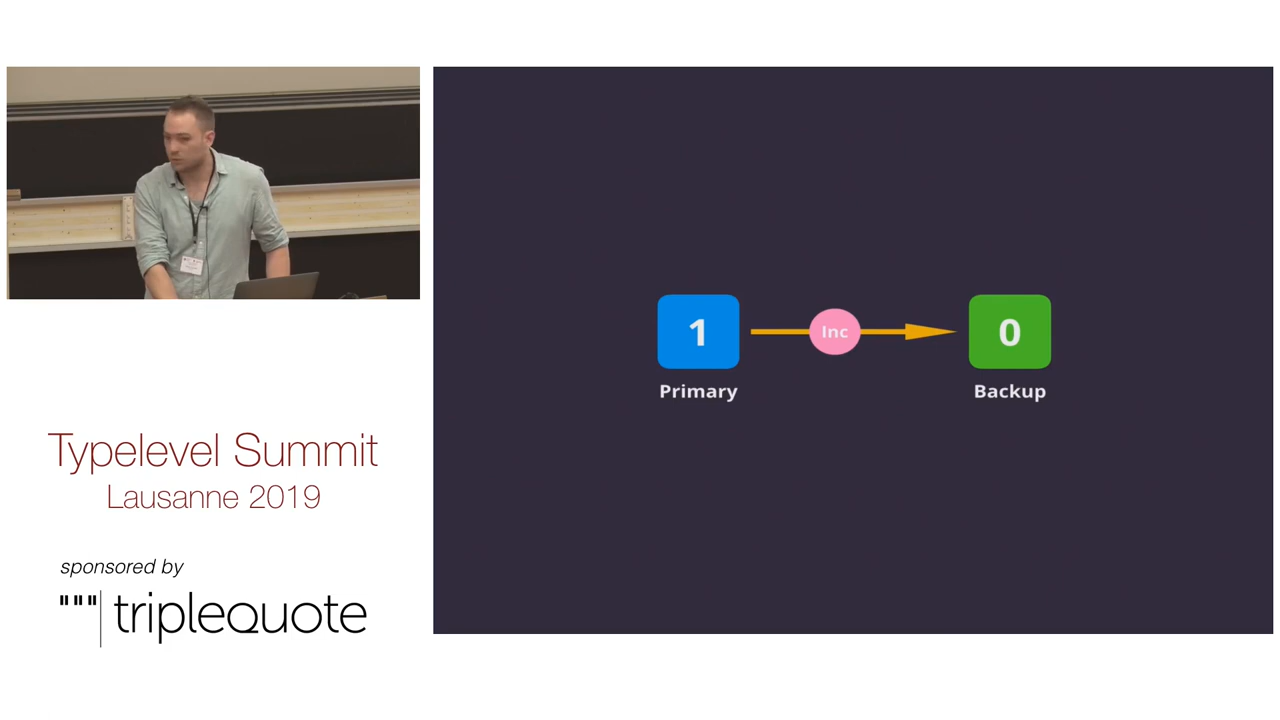 1
Inc
0
Primary
Backup
Typelevel Summit
Lausanne 2019
sponsored by
triplequote